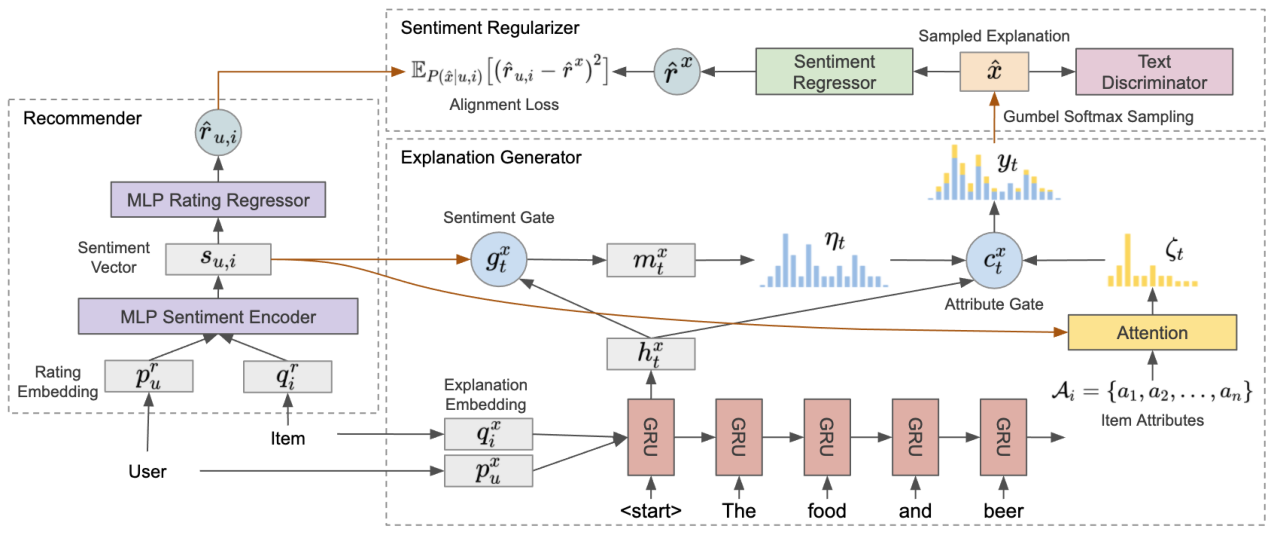 Sentiment Regularizer
Sampled Explanation
𝔼_{P(x̂|u,i)}[(r̂_{u,i} − r̂^x)^2]
r̂^x
Sentiment
Regressor
x̂
Text
Discriminator
Alignment Loss
Gumbel Softmax Sampling
Recommender
r̂_{u,i}
MLP Rating Regressor
Sentiment
Vector
s_{u,i}
MLP Sentiment Encoder
Rating
Embedding
p_u^r
q_i^r
Item
User
Explanation Generator
y_t
Sentiment Gate
g_t^x
m_t^x
η_t
c_t^x
ζ_t
Attribute Gate
Attention
h_t^x
𝒜_i = {a_1, a_2, . . . , a_n}
Item Attributes
Explanation
Embedding
q_i^x
p_u^x
GRU
GRU
GRU
GRU
GRU
<start>
The
food
and
beer